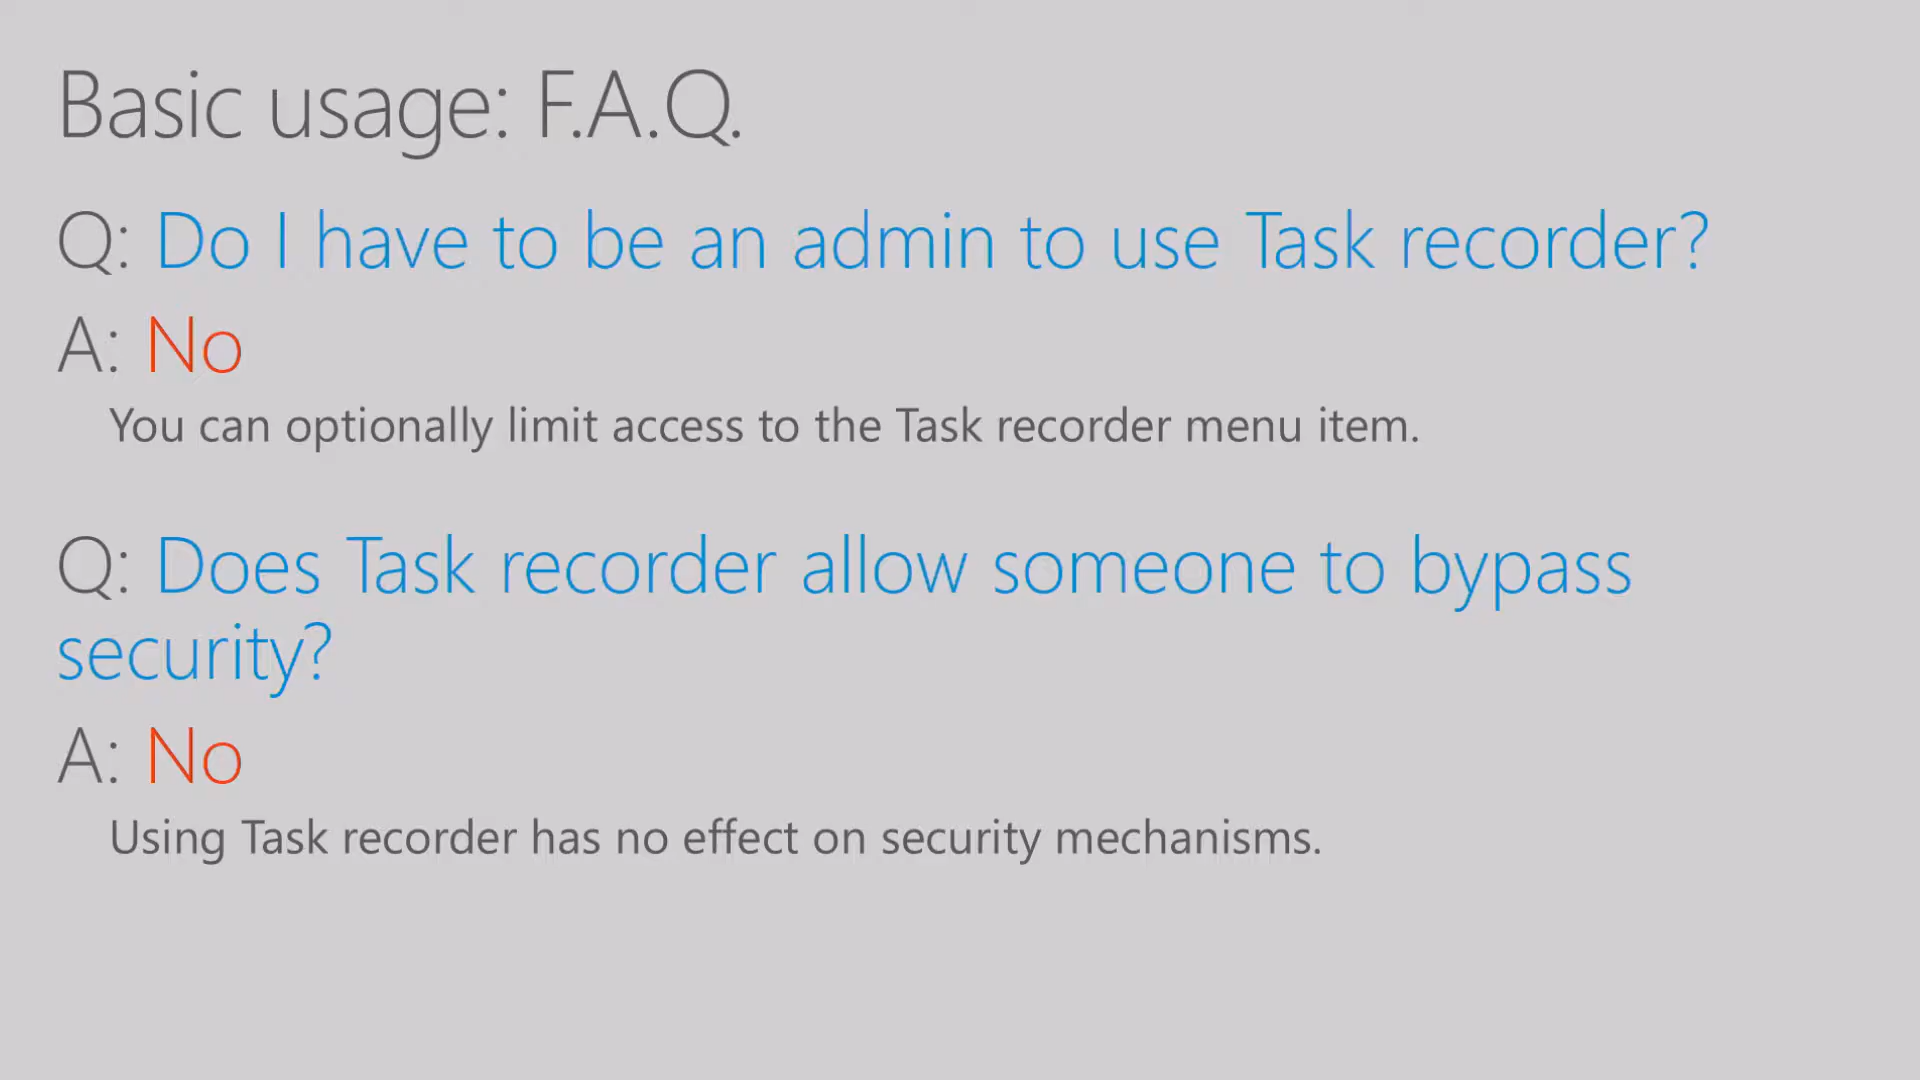 Basic usage: F.A.Q.
Q: Do I have to be an admin to use Task recorder?
A: No
You can optionally limit access to the Task recorder menu item.
Q: Does Task recorder allow someone to bypass
security?
A: No
Using Task recorder has no effect on security mechanisms.